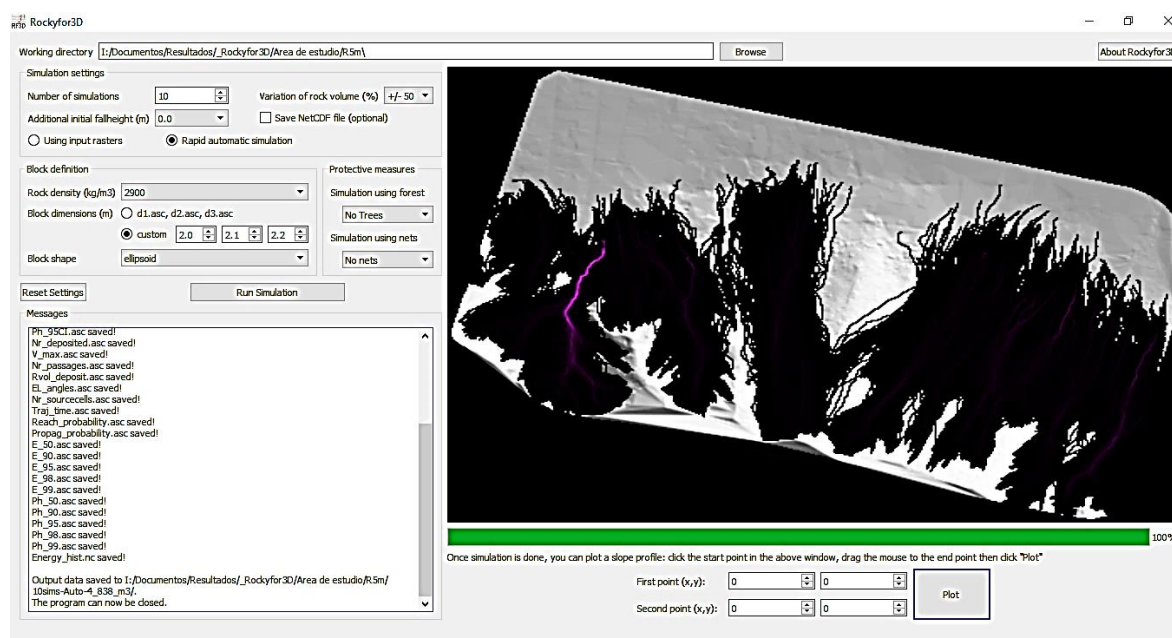 RF3D Rockyfor3D
Working directory I:/Documentos/Resultados/_Rockyfor3D/Area de estudio/R5m\ Browse About Rockyfor3
Simulation settings
Number of simulations 10 Variation of rock volume (%) +/- 50
Additional initial fallheight (m) 0.0 Save NetCDF file (optional)
Using input rasters Rapid automatic simulation
Block definition
Rock density (kg/m3) 2900
Block dimensions (m) d1.asc, d2.asc, d3.asc
custom 2.0 2.1 2.2
Block shape ellipsoid
Protective measures
Simulation using forest
No Trees
Simulation using nets
No nets
Reset Settings Run Simulation
Messages
Ph_95CI.asc saved!
Nr_deposited.asc saved!
V_max.asc saved!
Nr_passages.asc saved!
Rvol_deposit.asc saved!
EL_angles.asc saved!
Nr_sourcecells.asc saved!
Traj_time.asc saved!
Reach_probability.asc saved!
Propag_probability.asc saved!
E_50.asc saved!
E_90.asc saved!
E_95.asc saved!
E_98.asc saved!
E_99.asc saved!
Ph_50.asc saved!
Ph_90.asc saved!
Ph_95.asc saved!
Ph_98.asc saved!
Ph_99.asc saved!
Energy_hist.nc saved!
Output data saved to I:/Documentos/Resultados/_Rockyfor3D/Area de estudio/R5m/
10sims-Auto-4_838_m3/.
The program can now be closed.
100%
Once simulation is done, you can plot a slope profile: click the start point in the above window, drag the mouse to the end point then click "Plot"
First point (x,y): 0 0
Second point (x,y): 0 0
Plot